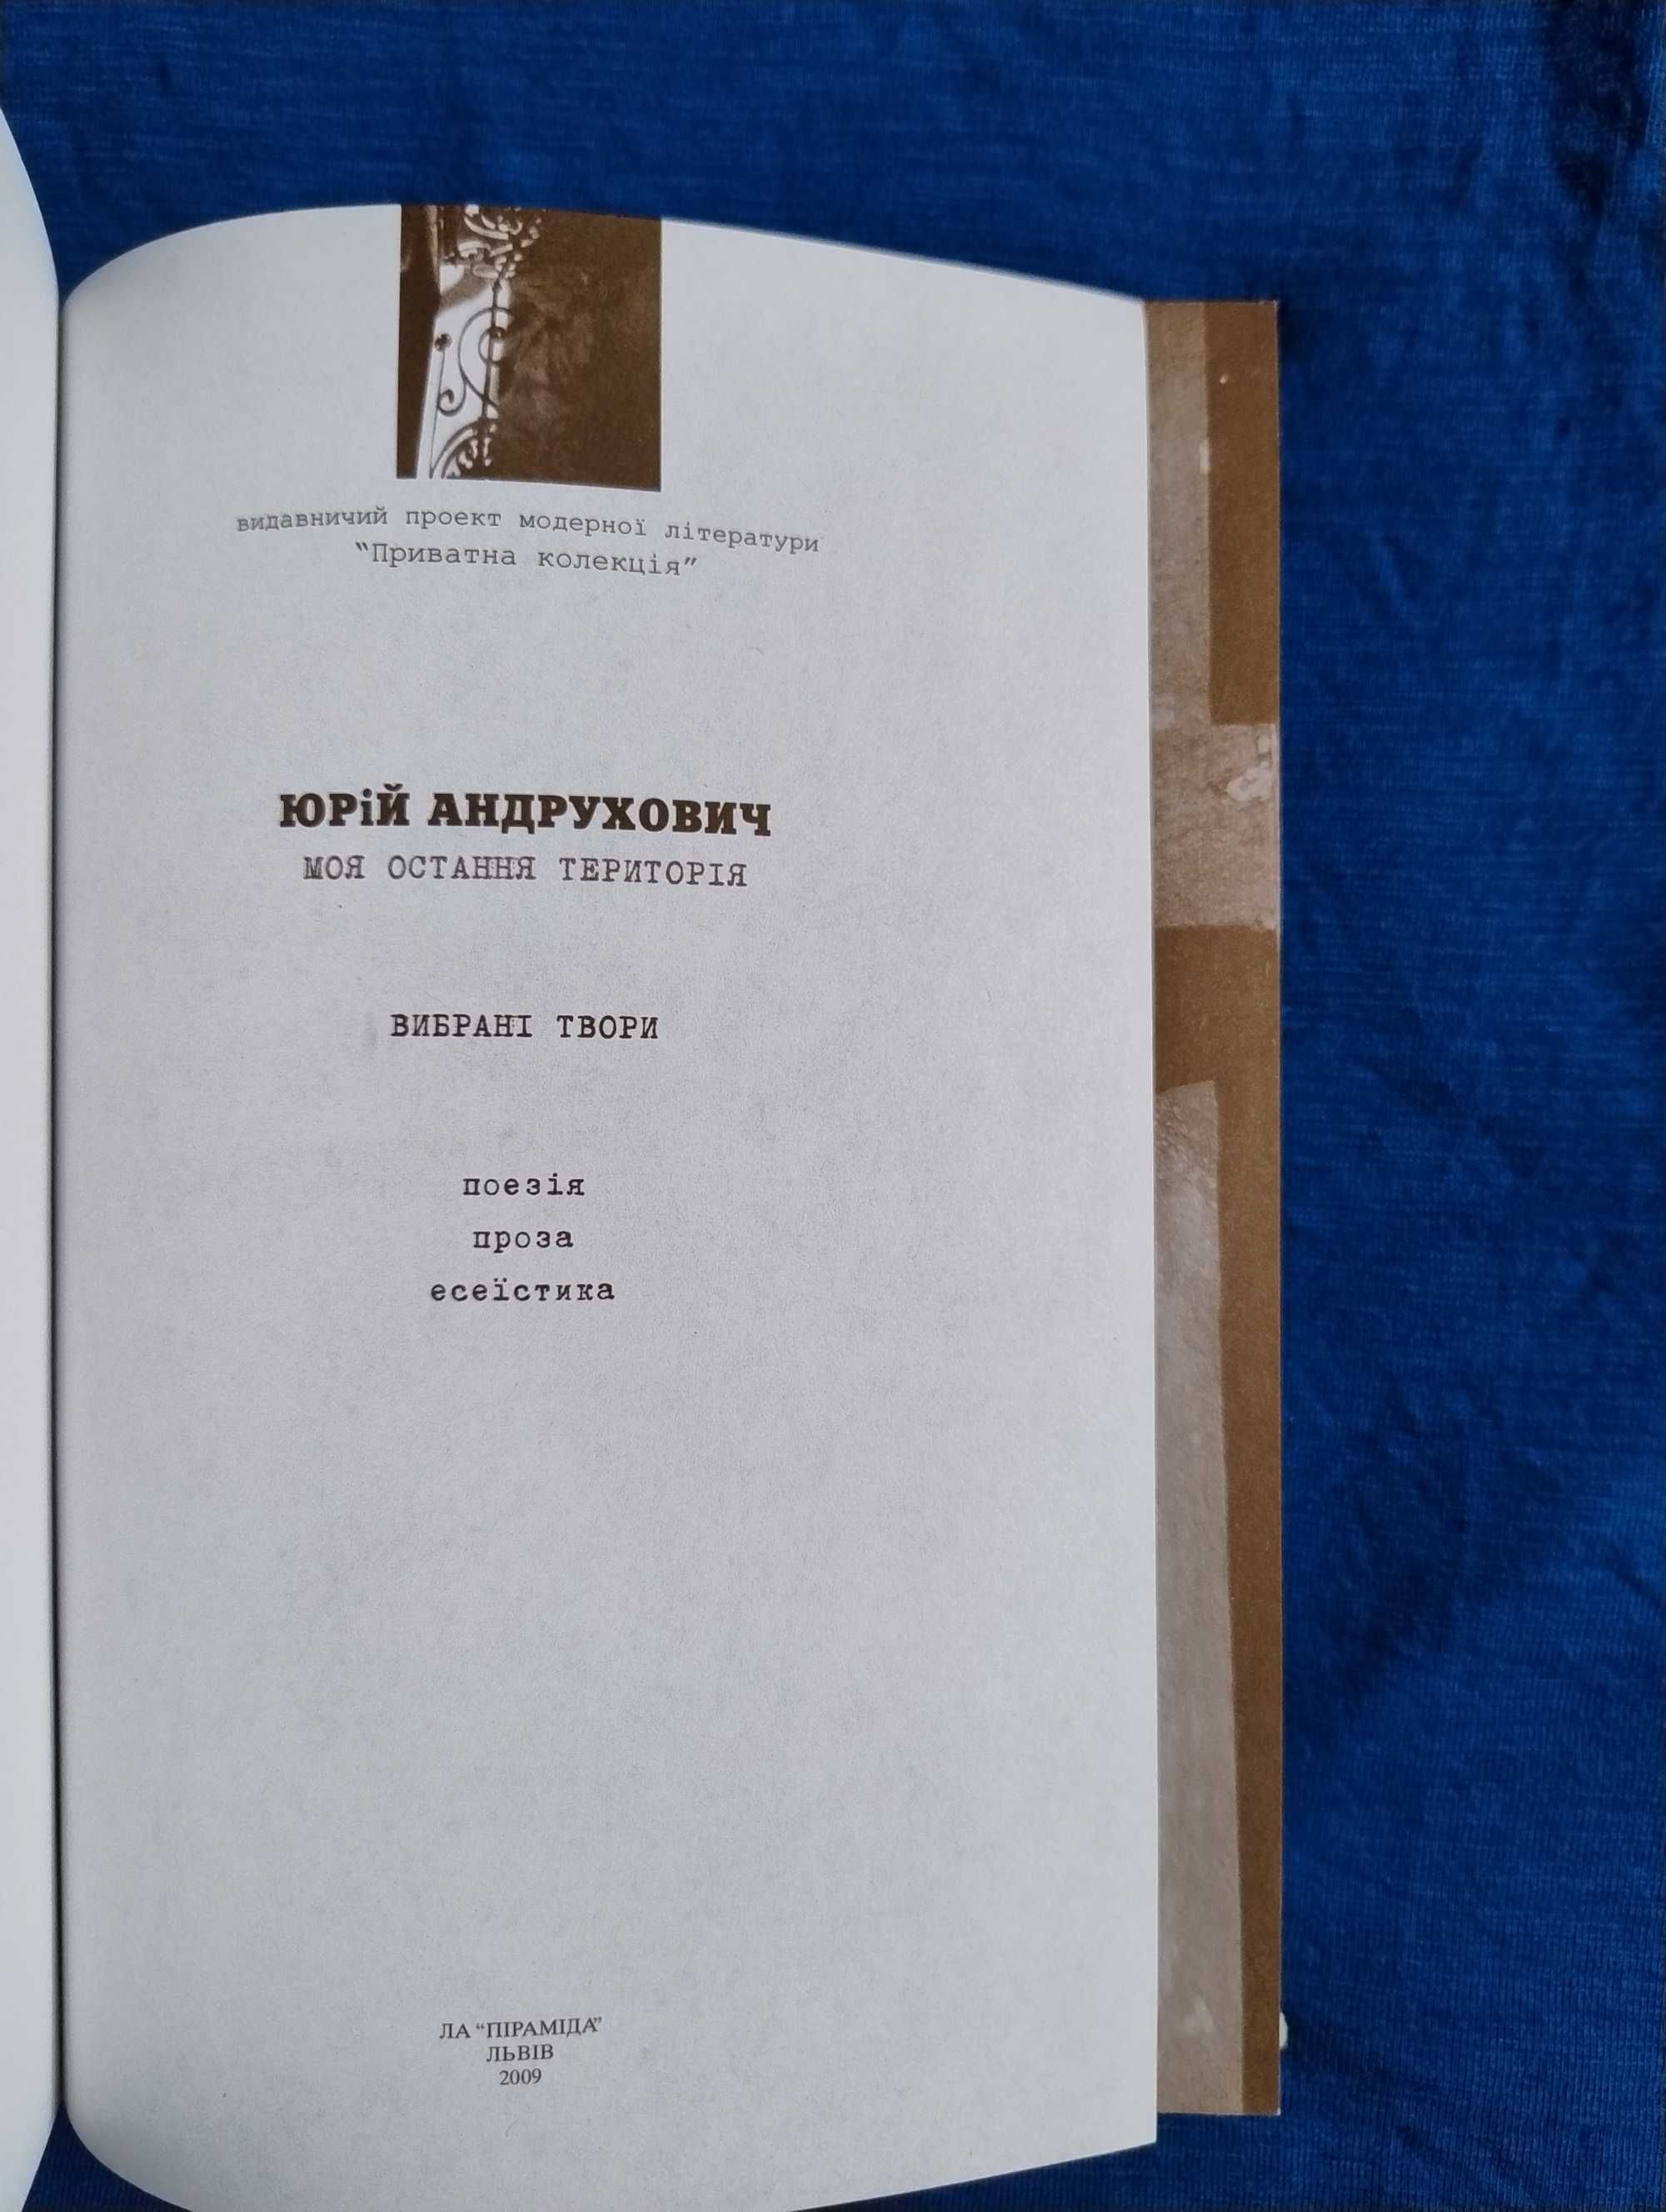 видавничий проект модерної літератури
"Приватна колекція"
ЮРІЙ АНДРУХОВИЧ
МОЯ ОСТАННЯ ТЕРИТОРІЯ
ВИБРАНІ ТВОРИ
поезія
проза
есеїстика
ЛА "ПІРАМІДА"
ЛЬВІВ
2009